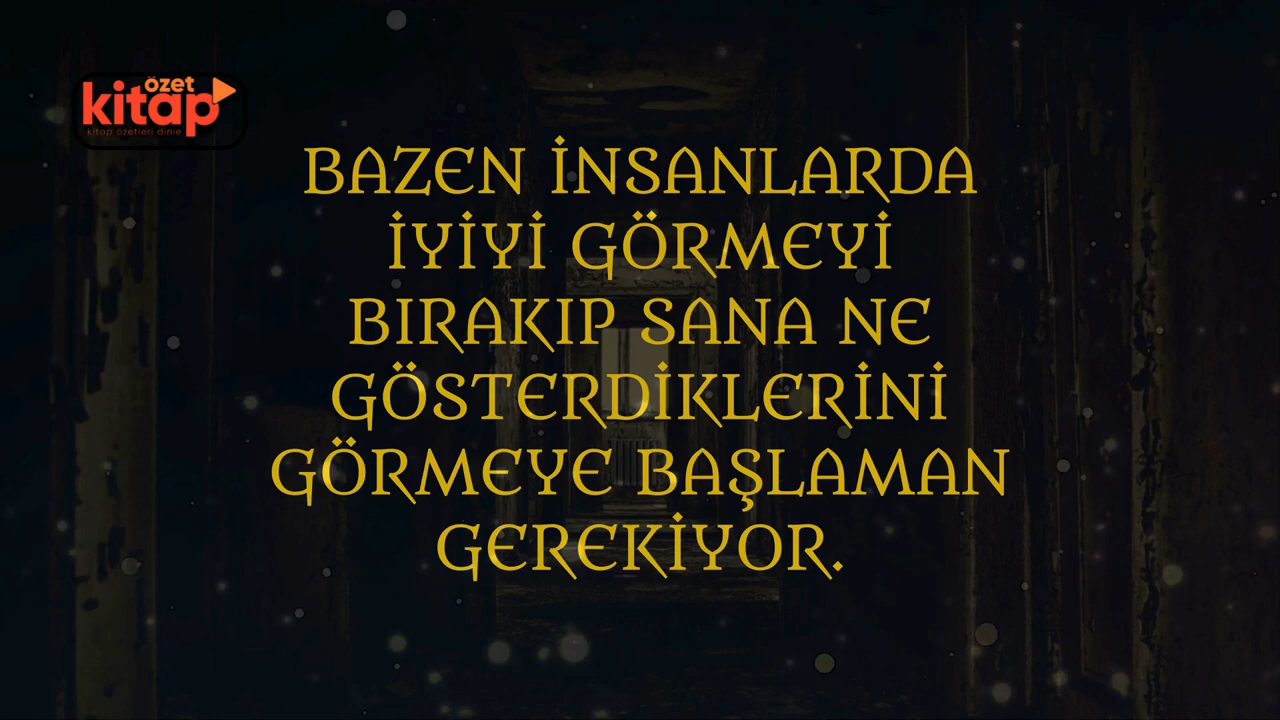 özet
kitap
kitap özetleri dinle
BAZEN İNSANLARDA
İYİYİ GÖRMEYİ
BIRAKIP SANA NE
GÖSTERDİKLERİNİ
GÖRMEYE BAŞLAMAN
GEREKİYOR.